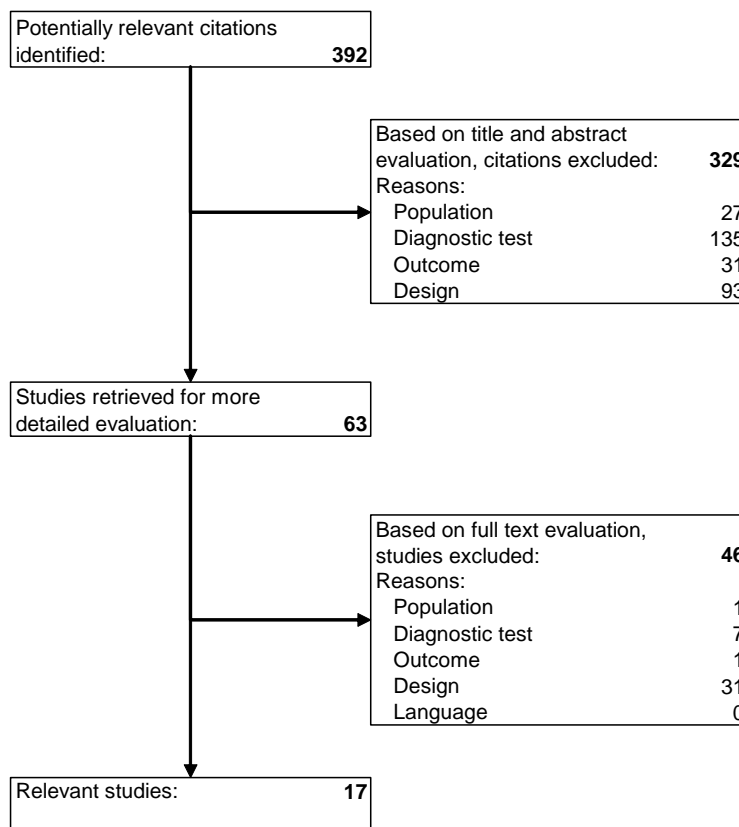 Potentially relevant citations
identified: 392
Based on title and abstract
evaluation, citations excluded: 329
Reasons:
Population 27
Diagnostic test 135
Outcome 31
Design 93
Studies retrieved for more
detailed evaluation: 63
Based on full text evaluation,
studies excluded: 46
Reasons:
Population 1
Diagnostic test 7
Outcome 1
Design 31
Language 0
Relevant studies: 17